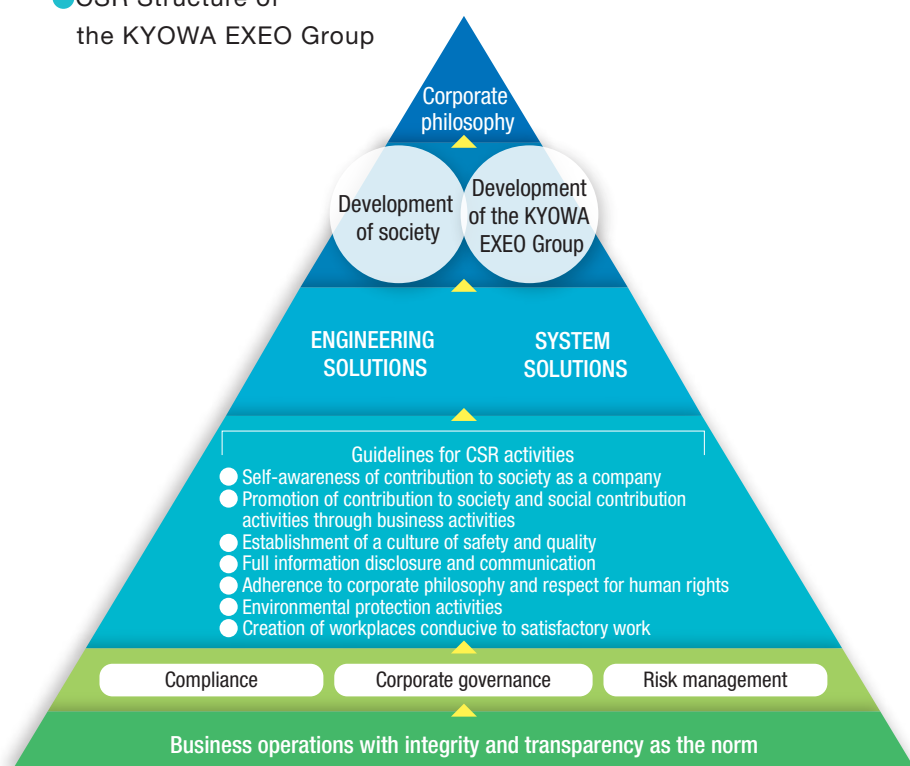 CSR Structure of
the KYOWA EXEO Group
Corporate
philosophy
Development
of society
Development
of the KYOWA
EXEO Group
ENGINEERING
SOLUTIONS
SYSTEM
SOLUTIONS
Guidelines for CSR activities
Self-awareness of contribution to society as a company
Promotion of contribution to society and social contribution
activities through business activities
Establishment of a culture of safety and quality
Full information disclosure and communication
Adherence to corporate philosophy and respect for human rights
Environmental protection activities
Creation of workplaces conducive to satisfactory work
Compliance
Corporate governance
Risk management
Business operations with integrity and transparency as the norm